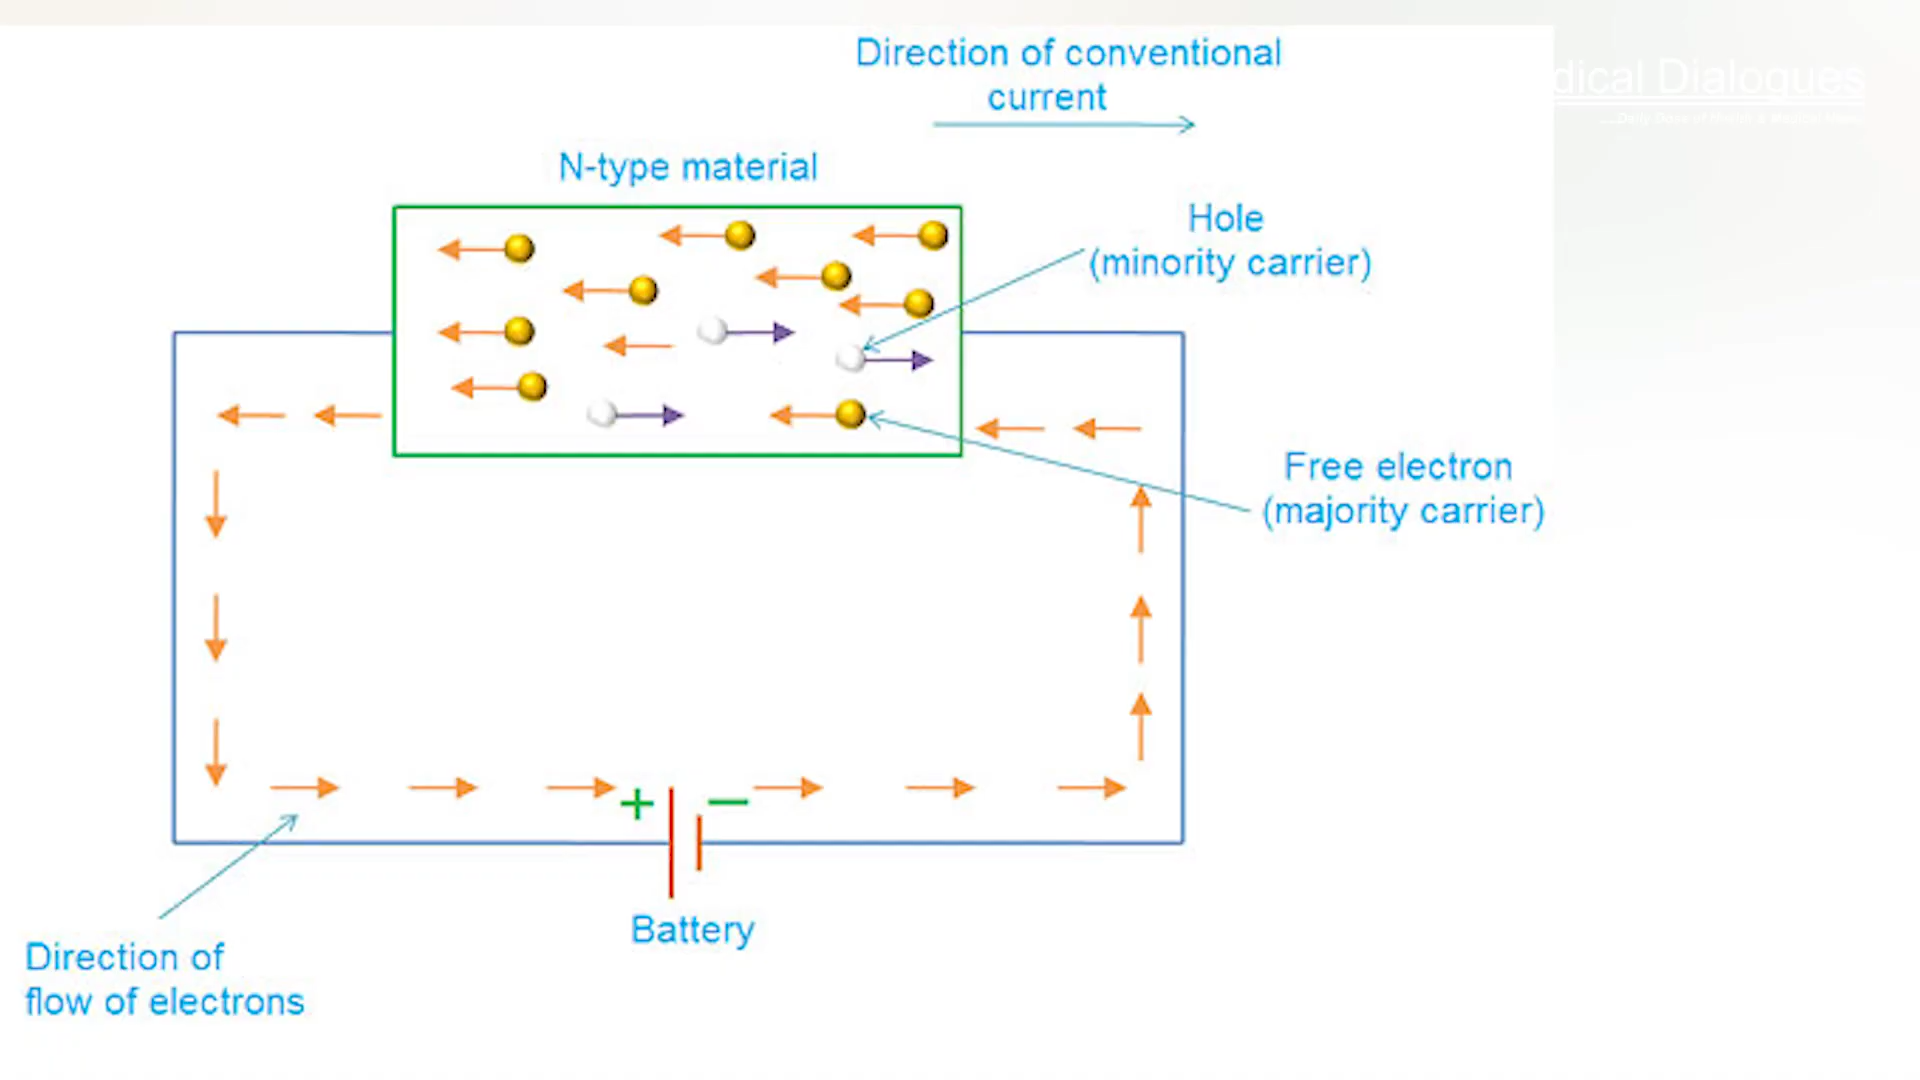 Direction of conventional
current
dical Dialogues
N-type material
Hole
(minority carrier)
Free electron
(majority carrier)
+ −
Battery
Direction of
flow of electrons